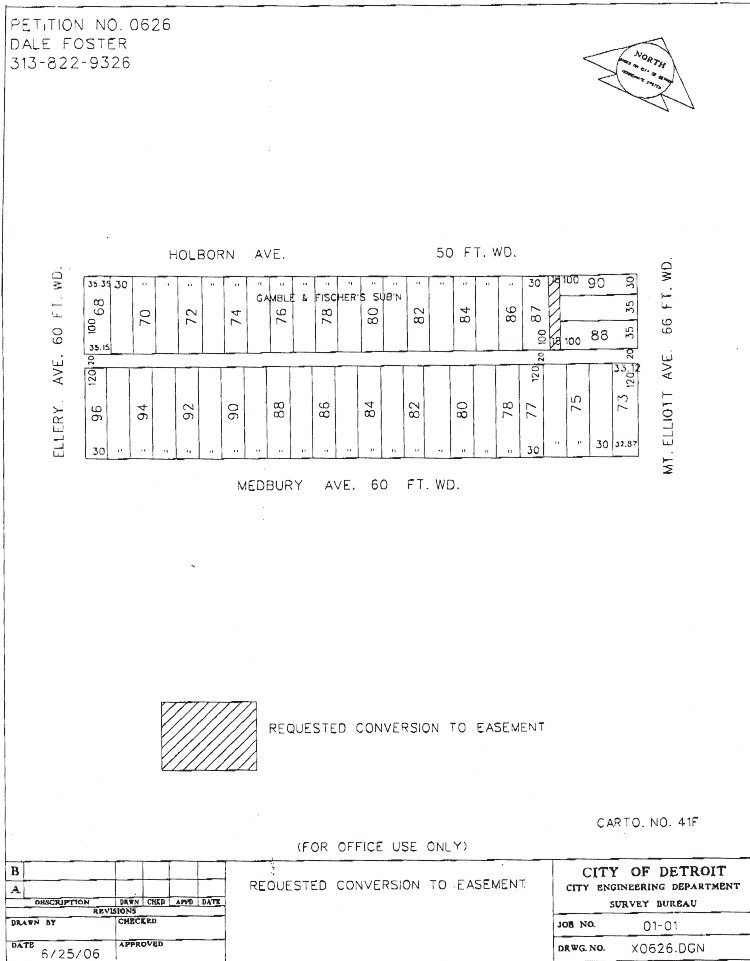 PETITION NO. 0626
DALE FOSTER
313-822-9326
NORTH
HOLBORN AVE. 50 FT. WD.
ELLERY AVE. 60 FT. WD.
MT. ELLIOTT AVE. 66 FT. WD.
35.35 30 " " " " " " " " " " " " " " " " " 30 18 100 90 30
GAMBLE & FISCHER'S SUB'N
68 70 72 74 76 78 80 82 84 86 87
35
100 100 18 100 88 35
35.15
20 20 20
33.12
120 120 120
96 94 92 90 88 86 84 82 80 78 77 75 73
30 " " " " " " " " " " " " " " " " " " 30 " " 30 32.87
MEDBURY AVE. 60 FT. WD.
REQUESTED CONVERSION TO EASEMENT
CARTO. NO. 41F
(FOR OFFICE USE ONLY)
B
A
DESCRIPTION DRWN CHKD APPD DATE
REVISIONS
DRAWN BY CHECKED
DATE 6/25/06 APPROVED
REQUESTED CONVERSION TO EASEMENT
CITY OF DETROIT
CITY ENGINEERING DEPARTMENT
SURVEY BUREAU
JOB NO. 01-01
DRWG. NO. X0626.DGN